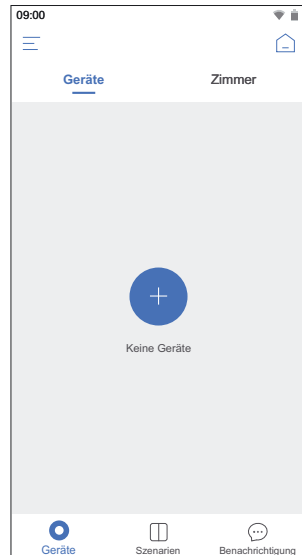 09:00
Geräte
Zimmer
Keine Geräte
Geräte
Szenarien
Benachrichtigung